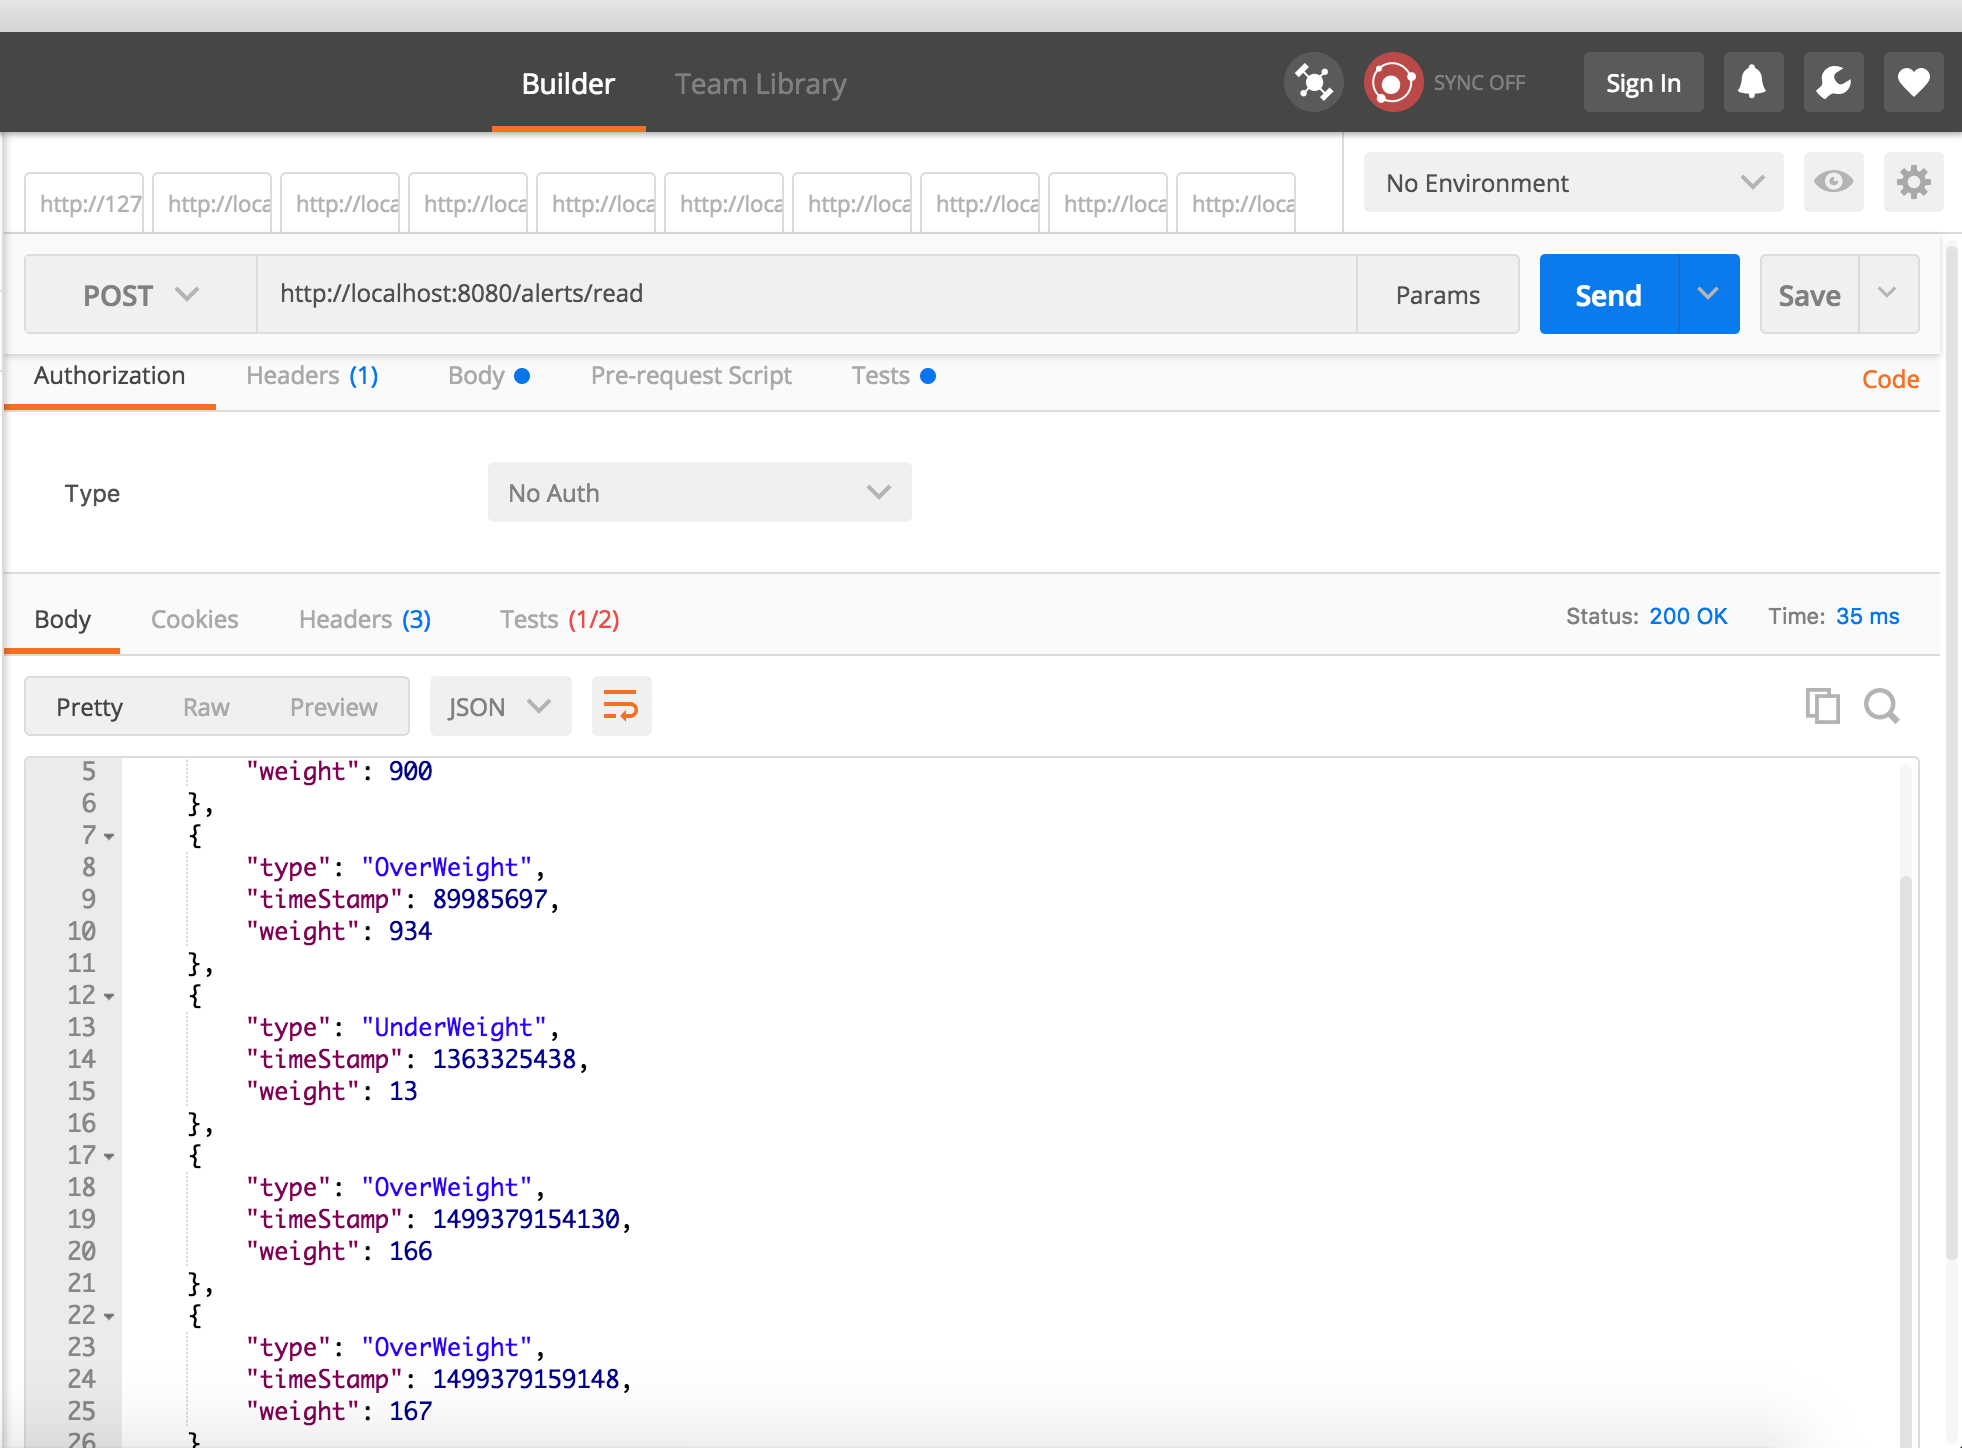 Builder Team Library SYNC OFF Sign In
http://127 http://loca http://loca http://loca http://loca http://loca http://loca http://loca http://loca http://loca No Environment
POST http://localhost:8080/alerts/read Params Send Save
Authorization Headers (1) Body Pre-request Script Tests Code
Type No Auth
Body Cookies Headers (3) Tests (1/2) Status: 200 OK Time: 35 ms
Pretty Raw Preview JSON
5 "weight": 900
6 },
7 {
8 "type": "OverWeight",
9 "timeStamp": 89985697,
10 "weight": 934
11 },
12 {
13 "type": "UnderWeight",
14 "timeStamp": 1363325438,
15 "weight": 13
16 },
17 {
18 "type": "OverWeight",
19 "timeStamp": 1499379154130,
20 "weight": 166
21 },
22 {
23 "type": "OverWeight",
24 "timeStamp": 1499379159148,
25 "weight": 167
26 }